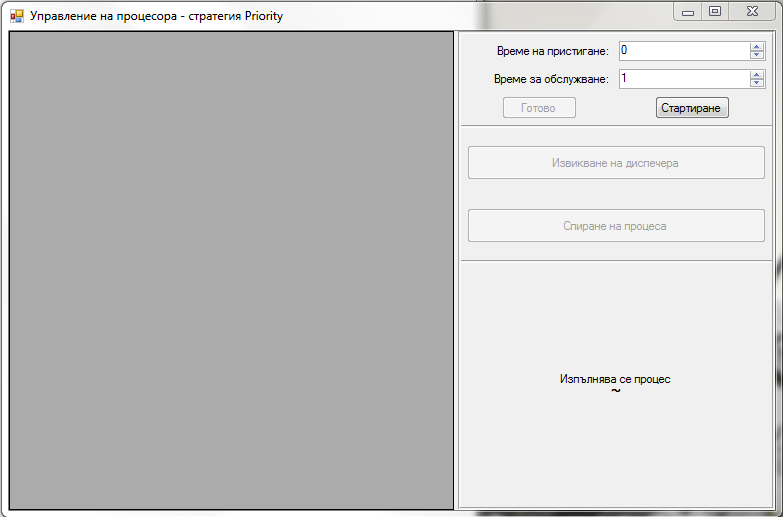 Управление на процесора - стратегия Priority
Време на пристигане: 0
Време за обслужване: 1
Готово Стартиране
Извикване на диспечера
Спиране на процеса
Изпълнява се процес
~